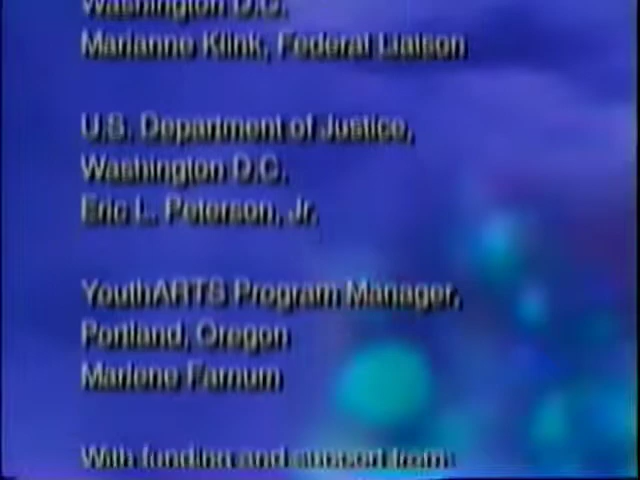 Washington D.C.
Marianne Klink, Federal Liaison
U.S. Department of Justice,
Washington D.C.
Eric L. Peterson, Jr.
YouthARTS Program Manager,
Portland, Oregon
Marlene Farnum
With funding and support from: